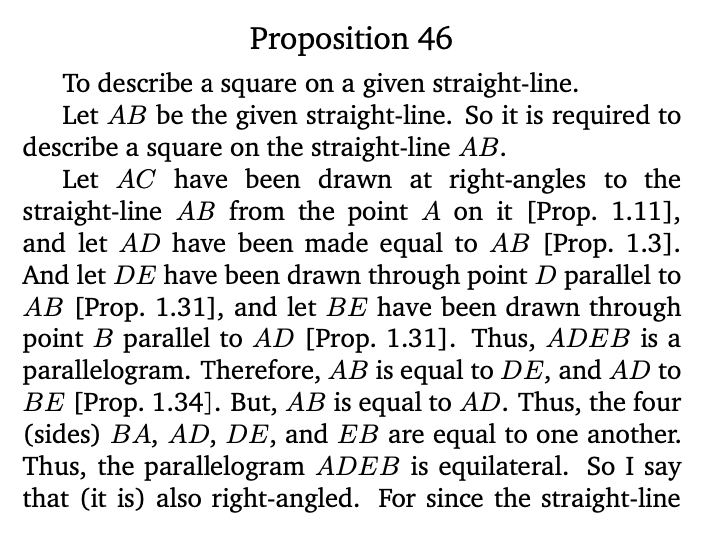 Proposition 46
To describe a square on a given straight-line.
Let AB be the given straight-line. So it is required to
describe a square on the straight-line AB.
Let AC have been drawn at right-angles to the
straight-line AB from the point A on it [Prop. 1.11],
and let AD have been made equal to AB [Prop. 1.3].
And let DE have been drawn through point D parallel to
AB [Prop. 1.31], and let BE have been drawn through
point B parallel to AD [Prop. 1.31]. Thus, ADEB is a
parallelogram. Therefore, AB is equal to DE, and AD to
BE [Prop. 1.34]. But, AB is equal to AD. Thus, the four
(sides) BA, AD, DE, and EB are equal to one another.
Thus, the parallelogram ADEB is equilateral. So I say
that (it is) also right-angled. For since the straight-line